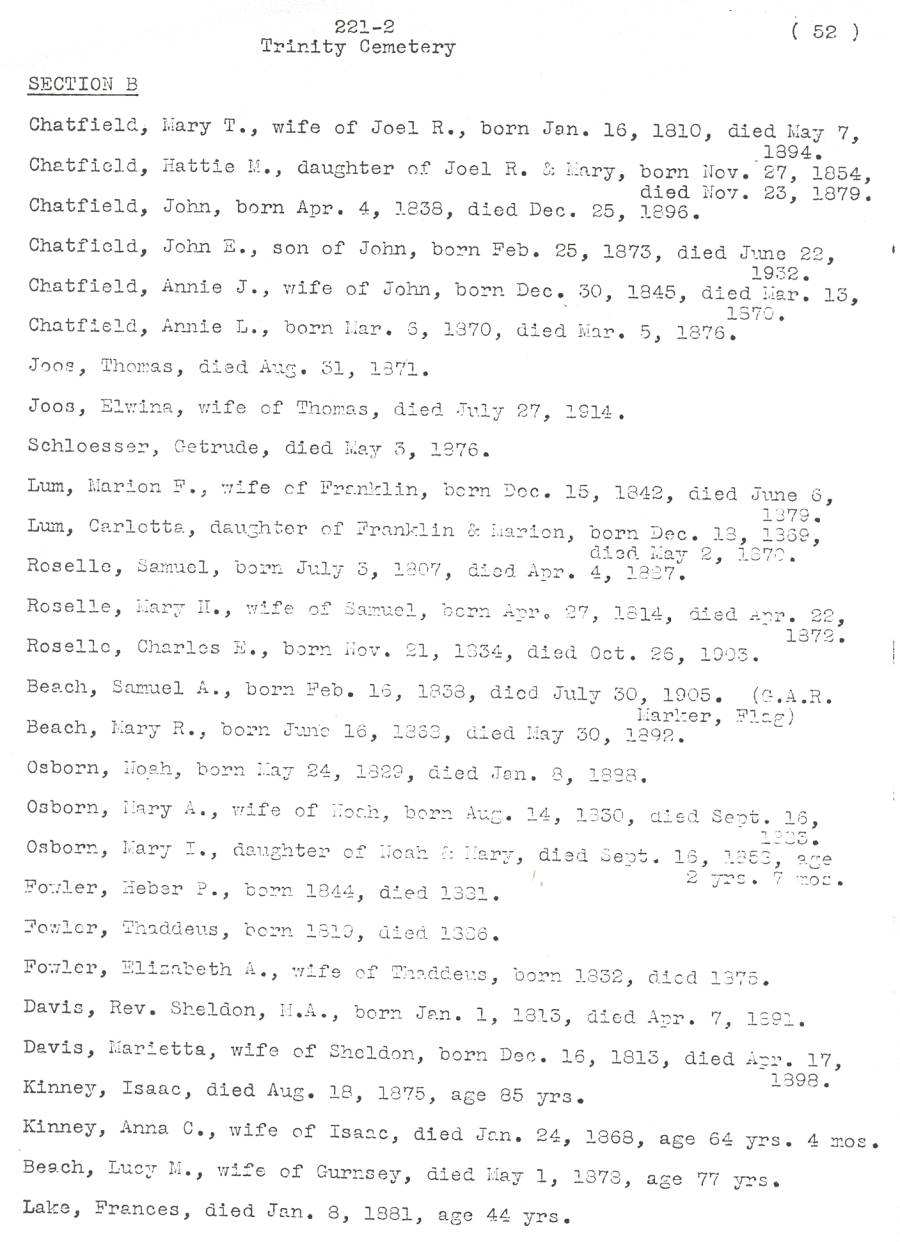 221-2
( 52 )
Trinity Cemetery
SECTION B
Chatfield, Mary T., wife of Joel R., born Jan. 16, 1810, died May 7,
1894.
Chatfield, Hattie M., daughter of Joel R. & Mary, born Nov. 27, 1854,
died Nov. 23, 1879.
Chatfield, John, born Apr. 4, 1838, died Dec. 25, 1896.
Chatfield, John E., son of John, born Feb. 25, 1873, died June 22,
1932.
Chatfield, Annie J., wife of John, born Dec. 30, 1845, died Mar. 13,
1870.
Chatfield, Annie L., born Mar. 6, 1870, died Mar. 5, 1876.
Joos, Thomas, died Aug. 31, 1871.
Joos, Elwina, wife of Thomas, died July 27, 1914.
Schloesser, Getrude, died May 3, 1876.
Lum, Marion F., wife of Franklin, born Dec. 15, 1842, died June 6,
1879.
Lum, Carlotta, daughter of Franklin & Marion, born Dec. 18, 1869,
died May 2, 1870.
Roselle, Samuel, born July 3, 1807, died Apr. 4, 1887.
Roselle, Mary H., wife of Samuel, born Apr. 27, 1814, died Apr. 22,
1872.
Roselle, Charles E., born Nov. 21, 1834, died Oct. 26, 1903.
Beach, Samuel A., born Feb. 16, 1838, died July 30, 1905. (G.A.R.
Marker, Flag)
Beach, Mary R., born June 16, 1863, died May 30, 1892.
Osborn, Noah, born May 24, 1829, died Jan. 8, 1898.
Osborn, Mary A., wife of Noah, born Aug. 14, 1830, died Sept. 16,
Osborn, Mary I., daughter of Noah & Mary, died Sept. 16, 1853, age
2 yrs. 7 mos.
Fowler, Heber P., born 1844, died 1881.
Fowler, Thaddeus, born 1819, died 1886.
Fowler, Elizabeth A., wife of Thaddeus, born 1832, died 1875.
Davis, Rev. Sheldon, M.A., born Jan. 1, 1813, died Apr. 7, 1891.
Davis, Marietta, wife of Sheldon, born Dec. 16, 1813, died Apr. 17,
1898.
Kinney, Isaac, died Aug. 18, 1875, age 85 yrs.
Kinney, Anna C., wife of Isaac, died Jan. 24, 1868, age 64 yrs. 4 mos.
Beach, Lucy M., wife of Gurnsey, died May 1, 1878, age 77 yrs.
Lake, Frances, died Jan. 8, 1881, age 44 yrs.